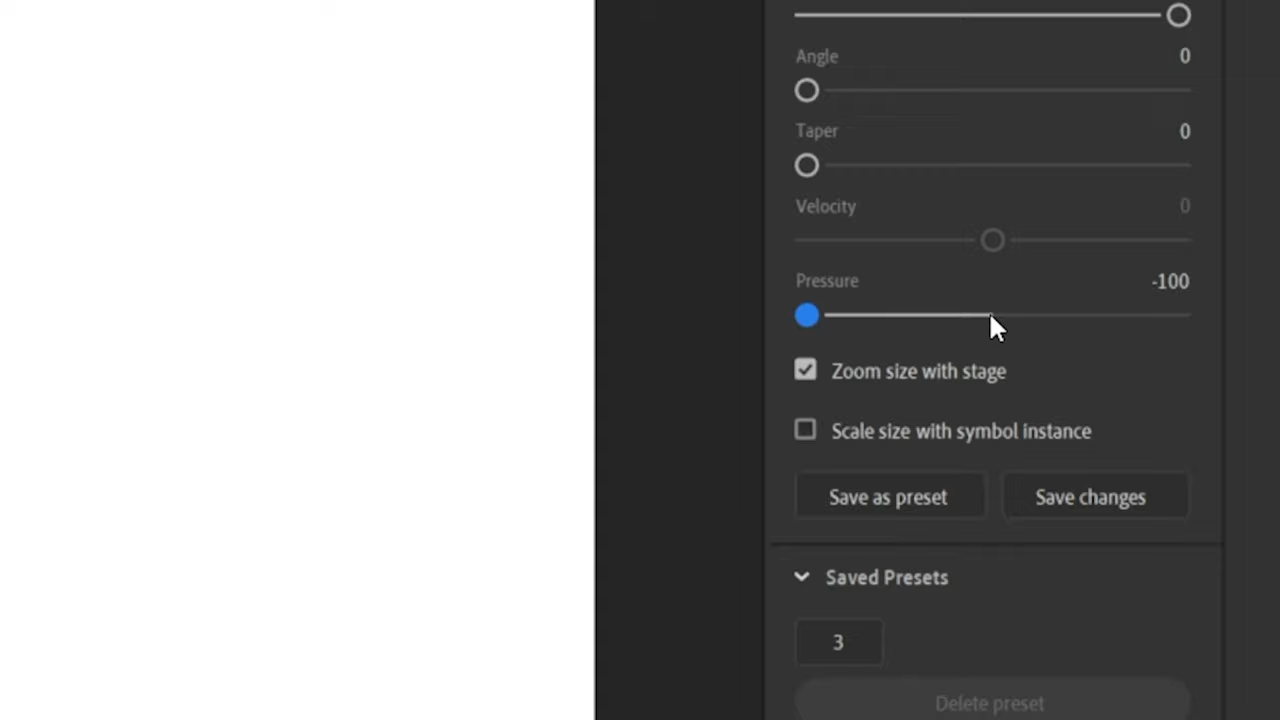 Angle 0
Taper 0
Velocity 0
Pressure -100
Zoom size with stage
Scale size with symbol instance
Save as preset Save changes
Saved Presets
3
Delete preset